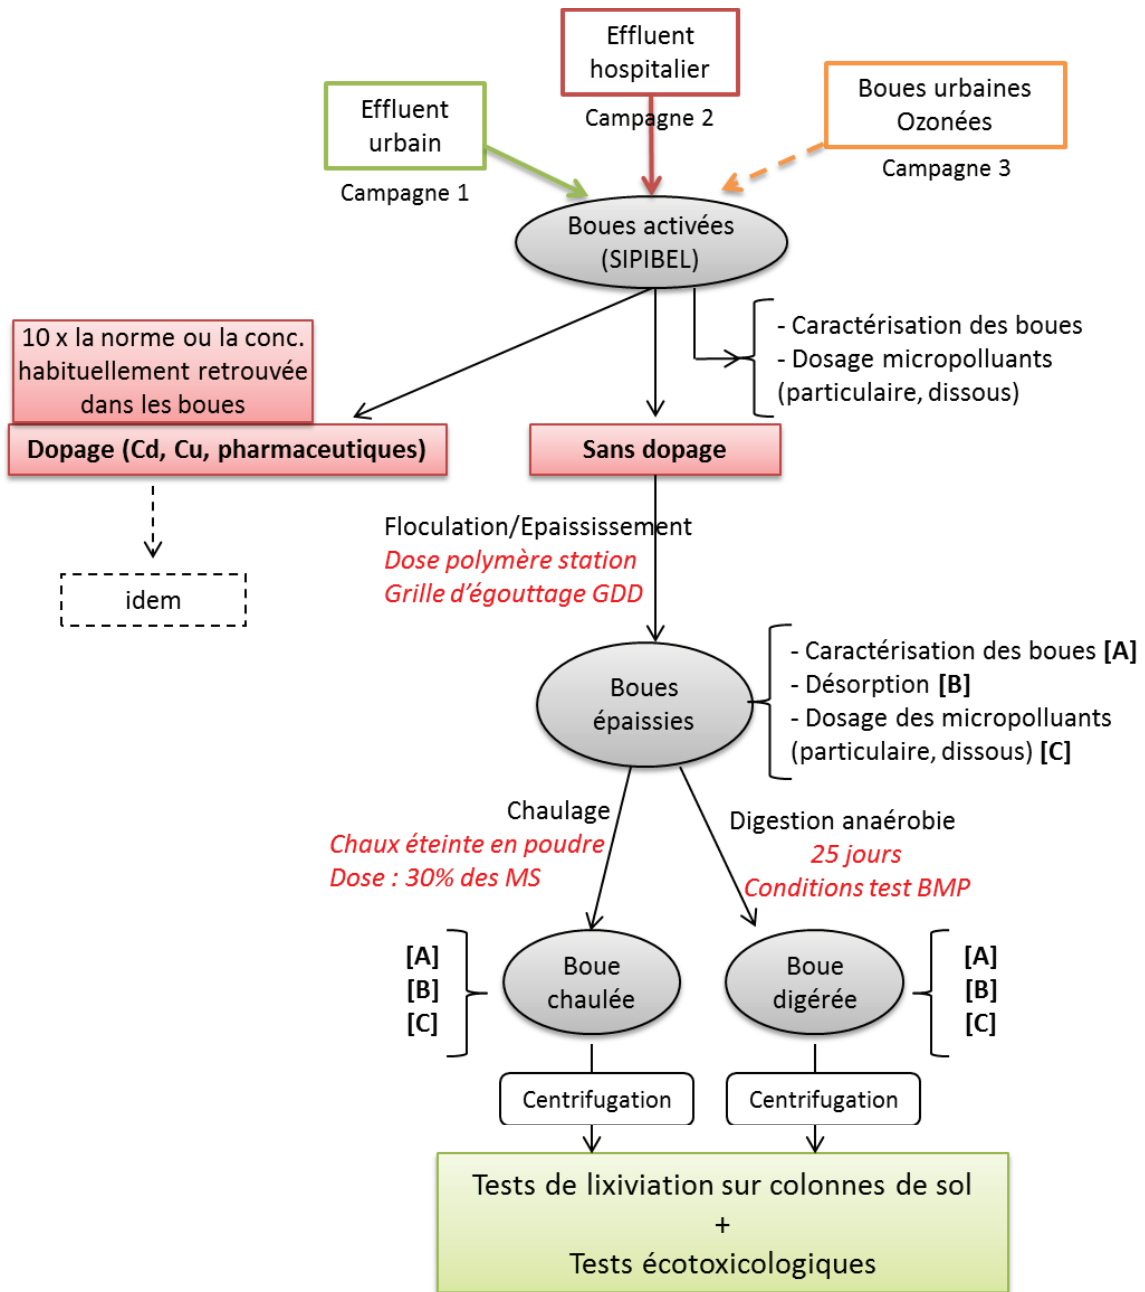 Effluent
hospitalier
Campagne 2
Effluent
urbain
Campagne 1
Boues urbaines
Ozonées
Campagne 3
Boues activées
(SIPIBEL)
- Caractérisation des boues
- Dosage micropolluants
(particulaire, dissous)
10 x la norme ou la conc.
habituellement retrouvée
dans les boues
Dopage (Cd, Cu, pharmaceutiques)
Sans dopage
idem
Floculation/Epaississement
Dose polymère station
Grille d'égouttage GDD
Boues
épaissies
- Caractérisation des boues [A]
- Désorption [B]
- Dosage des micropolluants
(particulaire, dissous) [C]
Chaulage
Chaux éteinte en poudre
Dose : 30% des MS
Digestion anaérobie
25 jours
Conditions test BMP
[A]
[B]
[C]
Boue
chaulée
Boue
digérée
[A]
[B]
[C]
Centrifugation
Centrifugation
Tests de lixiviation sur colonnes de sol
+
Tests écotoxicologiques